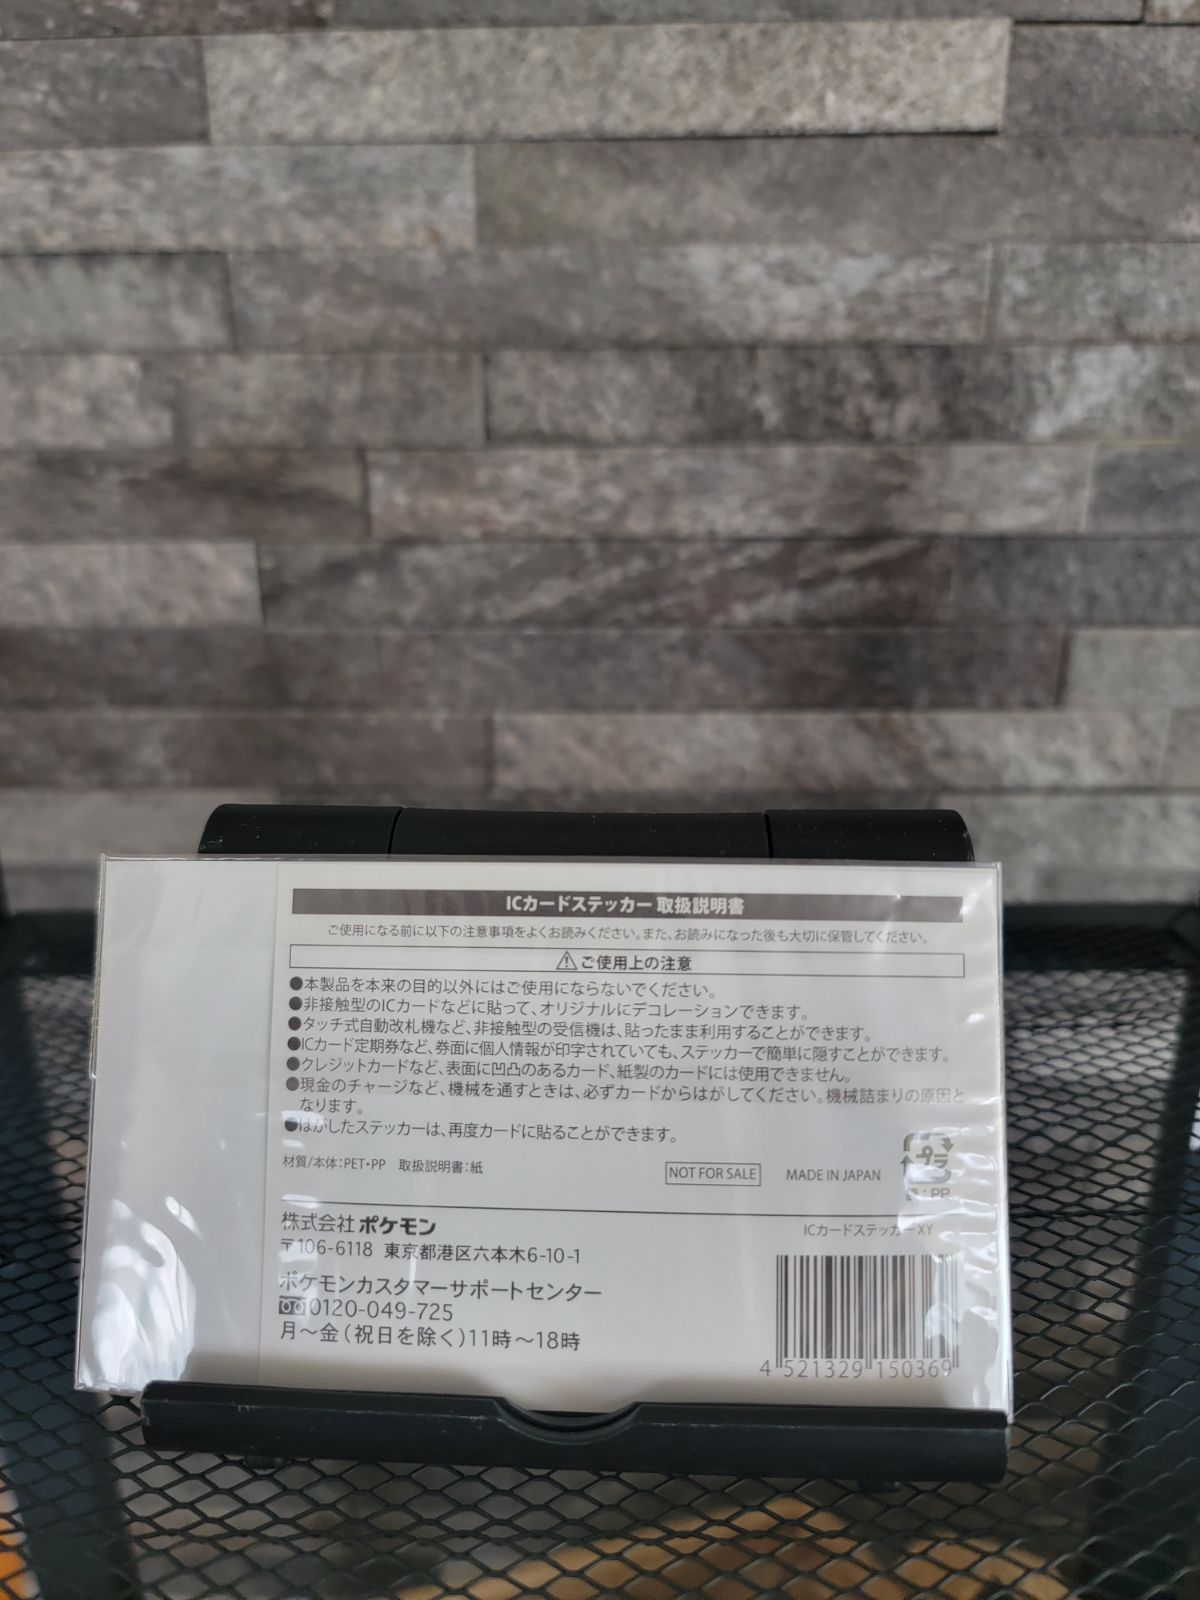 ICカードステッカー 取扱説明書
ご使用になる前に以下の注意事項をよくお読みください。また、お読みになった後も大切に保管してください。
⚠ご使用上の注意
●本製品を本来の目的以外にはご使用にならないでください。
●非接触型のICカードなどに貼って、オリジナルにデコレーションできます。
●タッチ式自動改札機など、非接触型の受信機は、貼ったまま利用することができます。
●ICカード定期券など、券面に個人情報が印字されていても、ステッカーで簡単に隠すことができます。
●クレジットカードなど、表面に凹凸のあるカード、紙製のカードには使用できません。
●現金のチャージなど、機械を通すときは、必ずカードからはがしてください。機械詰まりの原因と
なります。
●はがしたステッカーは、再度カードに貼ることができます。
材質/本体：PET・PP 取扱説明書：紙
NOT FOR SALE
MADE IN JAPAN
プラ
袋：PP
株式会社ポケモン
〒106-6118 東京都港区六本木6-10-1
ポケモンカスタマーサポートセンター
0120-049-725
月～金（祝日を除く）11時～18時
ICカードステッカー XY
4 521329 150369